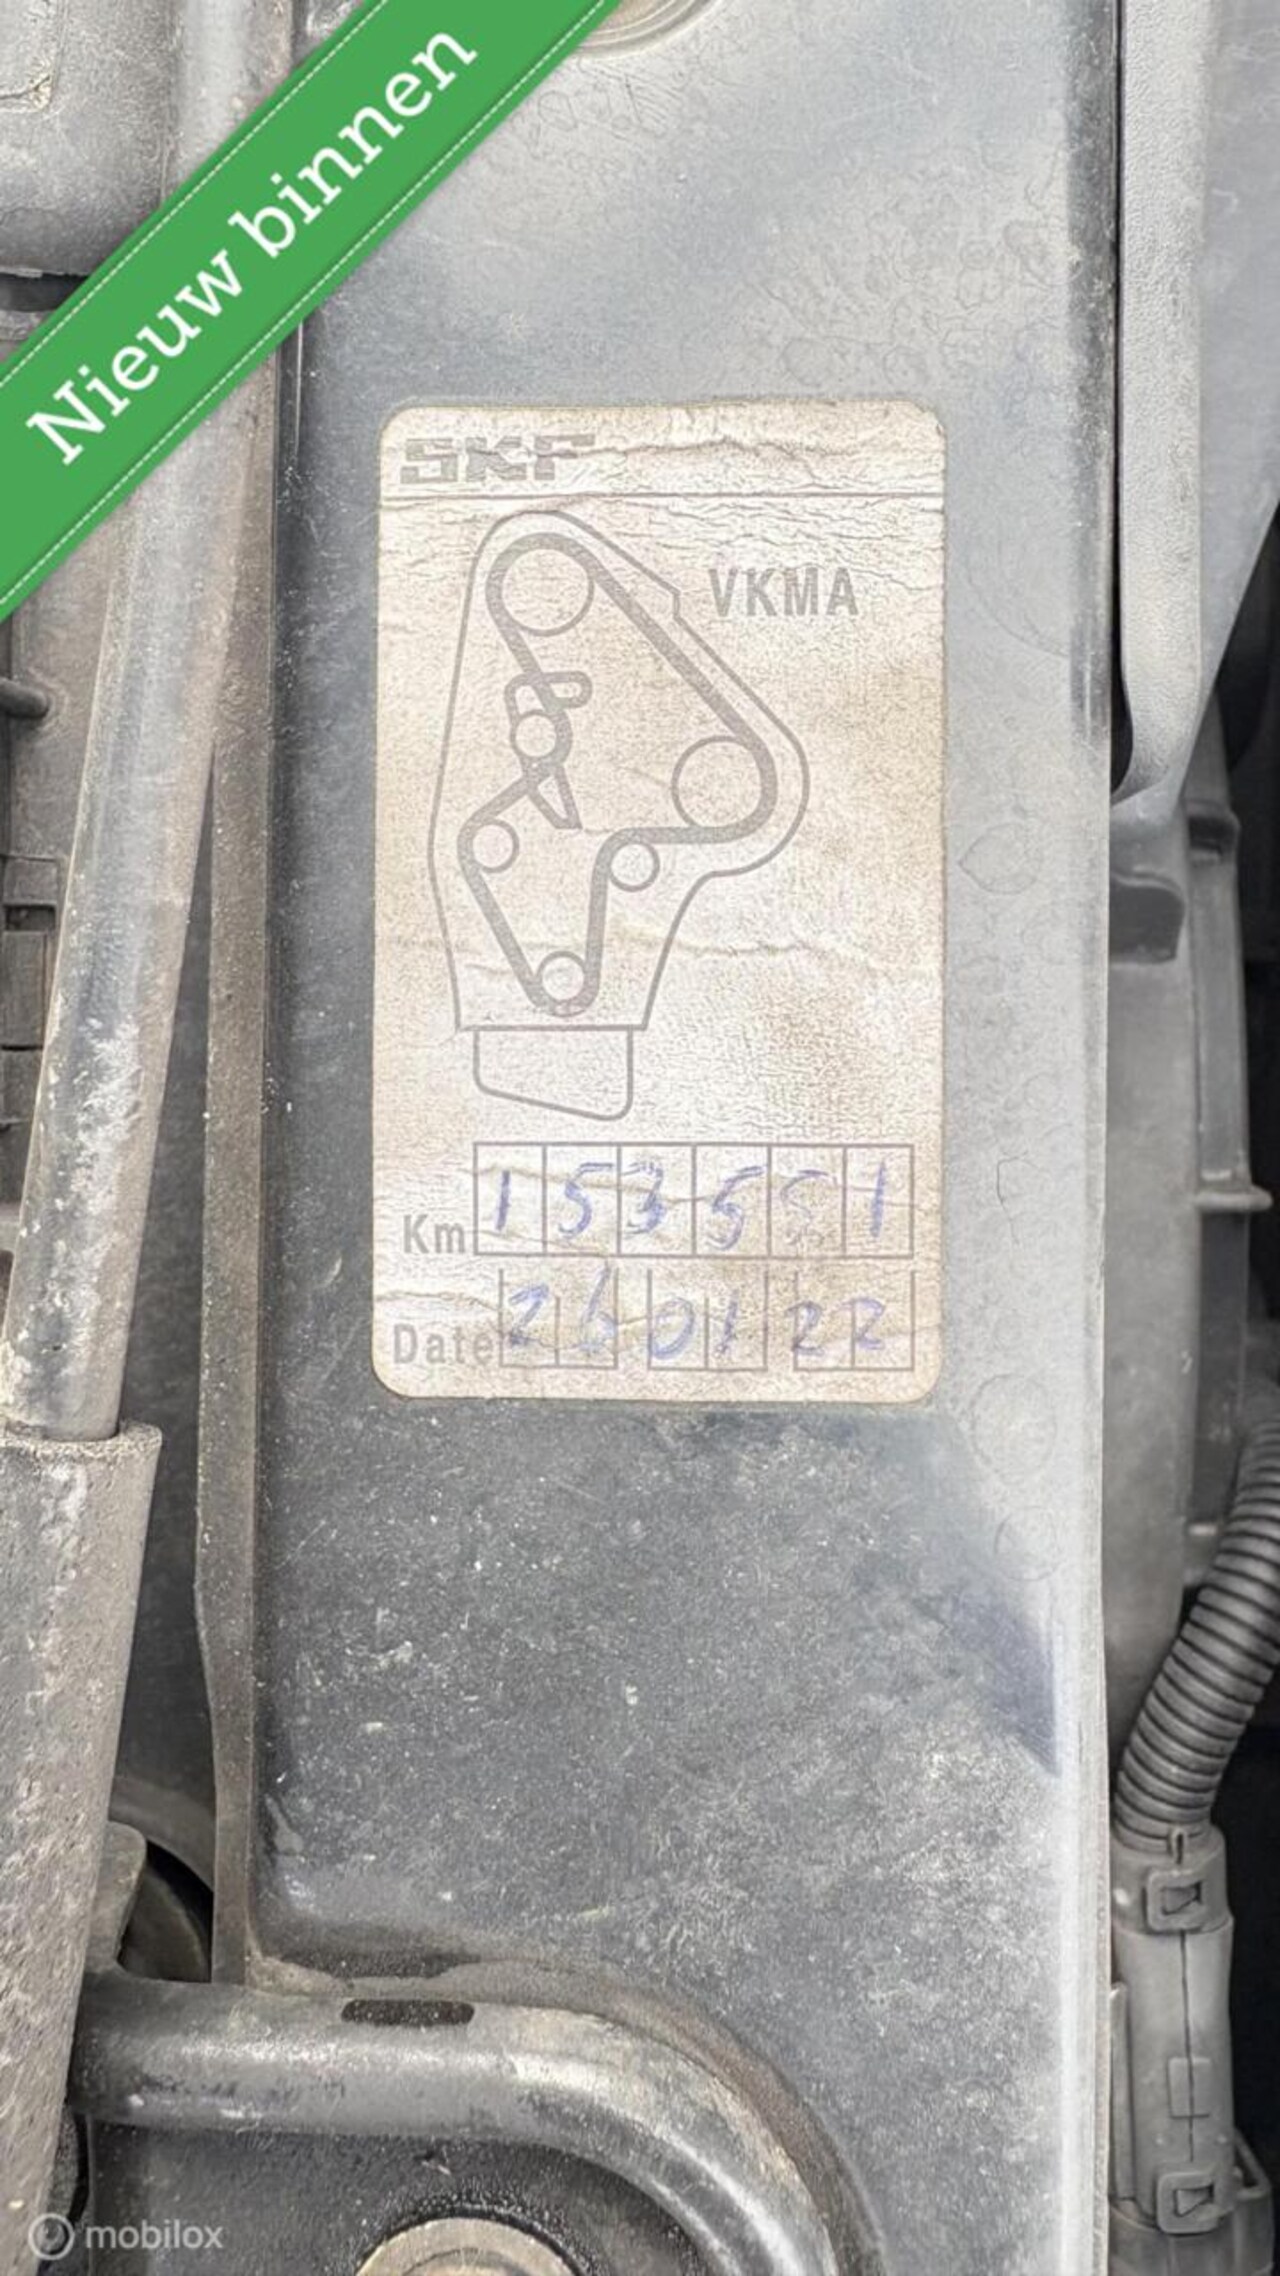 Nieuw binnen
SKF
VKMA
Km 153551
Date 26 01 22
mobilox